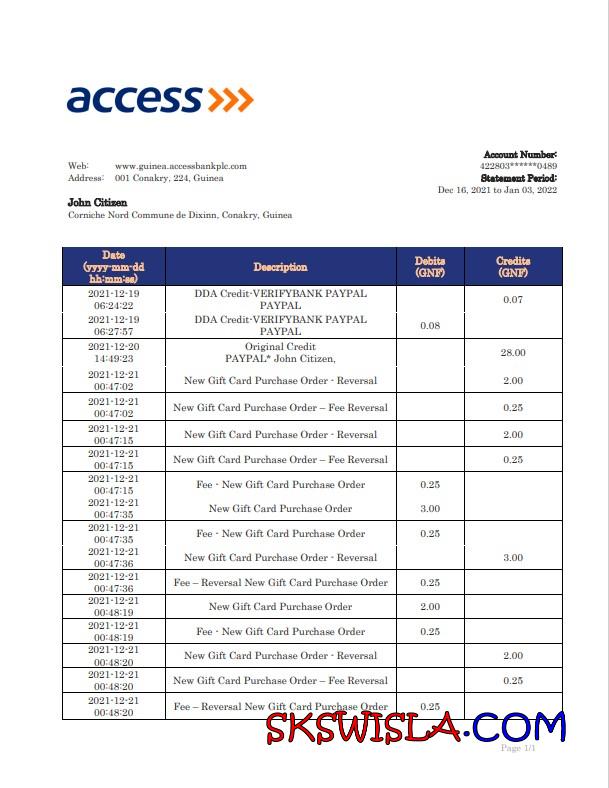 access
Account Number:
Web: www.guinea.accessbankplc.com 422803******0489
Address: 001 Conakry, 224, Guinea Statement Period:
Dec 16, 2021 to Jan 03, 2022
John Citizen
Corniche Nord Commune de Dixinn, Conakry, Guinea
Date (yyyy-mm-dd hh:mm:ss) Description Debits (GNF) Credits (GNF)
2021-12-19 06:24:22 DDA Credit-VERIFYBANK PAYPAL PAYPAL 0.07
2021-12-19 06:27:57 DDA Credit-VERIFYBANK PAYPAL PAYPAL 0.08
2021-12-20 14:49:23 Original Credit PAYPAL* John Citizen, 28.00
2021-12-21 00:47:02 New Gift Card Purchase Order - Reversal 2.00
2021-12-21 00:47:02 New Gift Card Purchase Order – Fee Reversal 0.25
2021-12-21 00:47:15 New Gift Card Purchase Order - Reversal 2.00
2021-12-21 00:47:15 New Gift Card Purchase Order – Fee Reversal 0.25
2021-12-21 00:47:15 Fee - New Gift Card Purchase Order 0.25
2021-12-21 00:47:35 New Gift Card Purchase Order 3.00
2021-12-21 00:47:35 Fee - New Gift Card Purchase Order 0.25
2021-12-21 00:47:36 New Gift Card Purchase Order - Reversal 3.00
2021-12-21 00:47:36 Fee – Reversal New Gift Card Purchase Order 0.25
2021-12-21 00:48:19 New Gift Card Purchase Order 2.00
2021-12-21 00:48:19 Fee - New Gift Card Purchase Order 0.25
2021-12-21 00:48:20 New Gift Card Purchase Order - Reversal 2.00
2021-12-21 00:48:20 New Gift Card Purchase Order – Fee Reversal 0.25
2021-12-21 00:48:20 Fee – Reversal New Gift Card Purchase Order 0.25
SKSWISLA.COM
Page 1/1